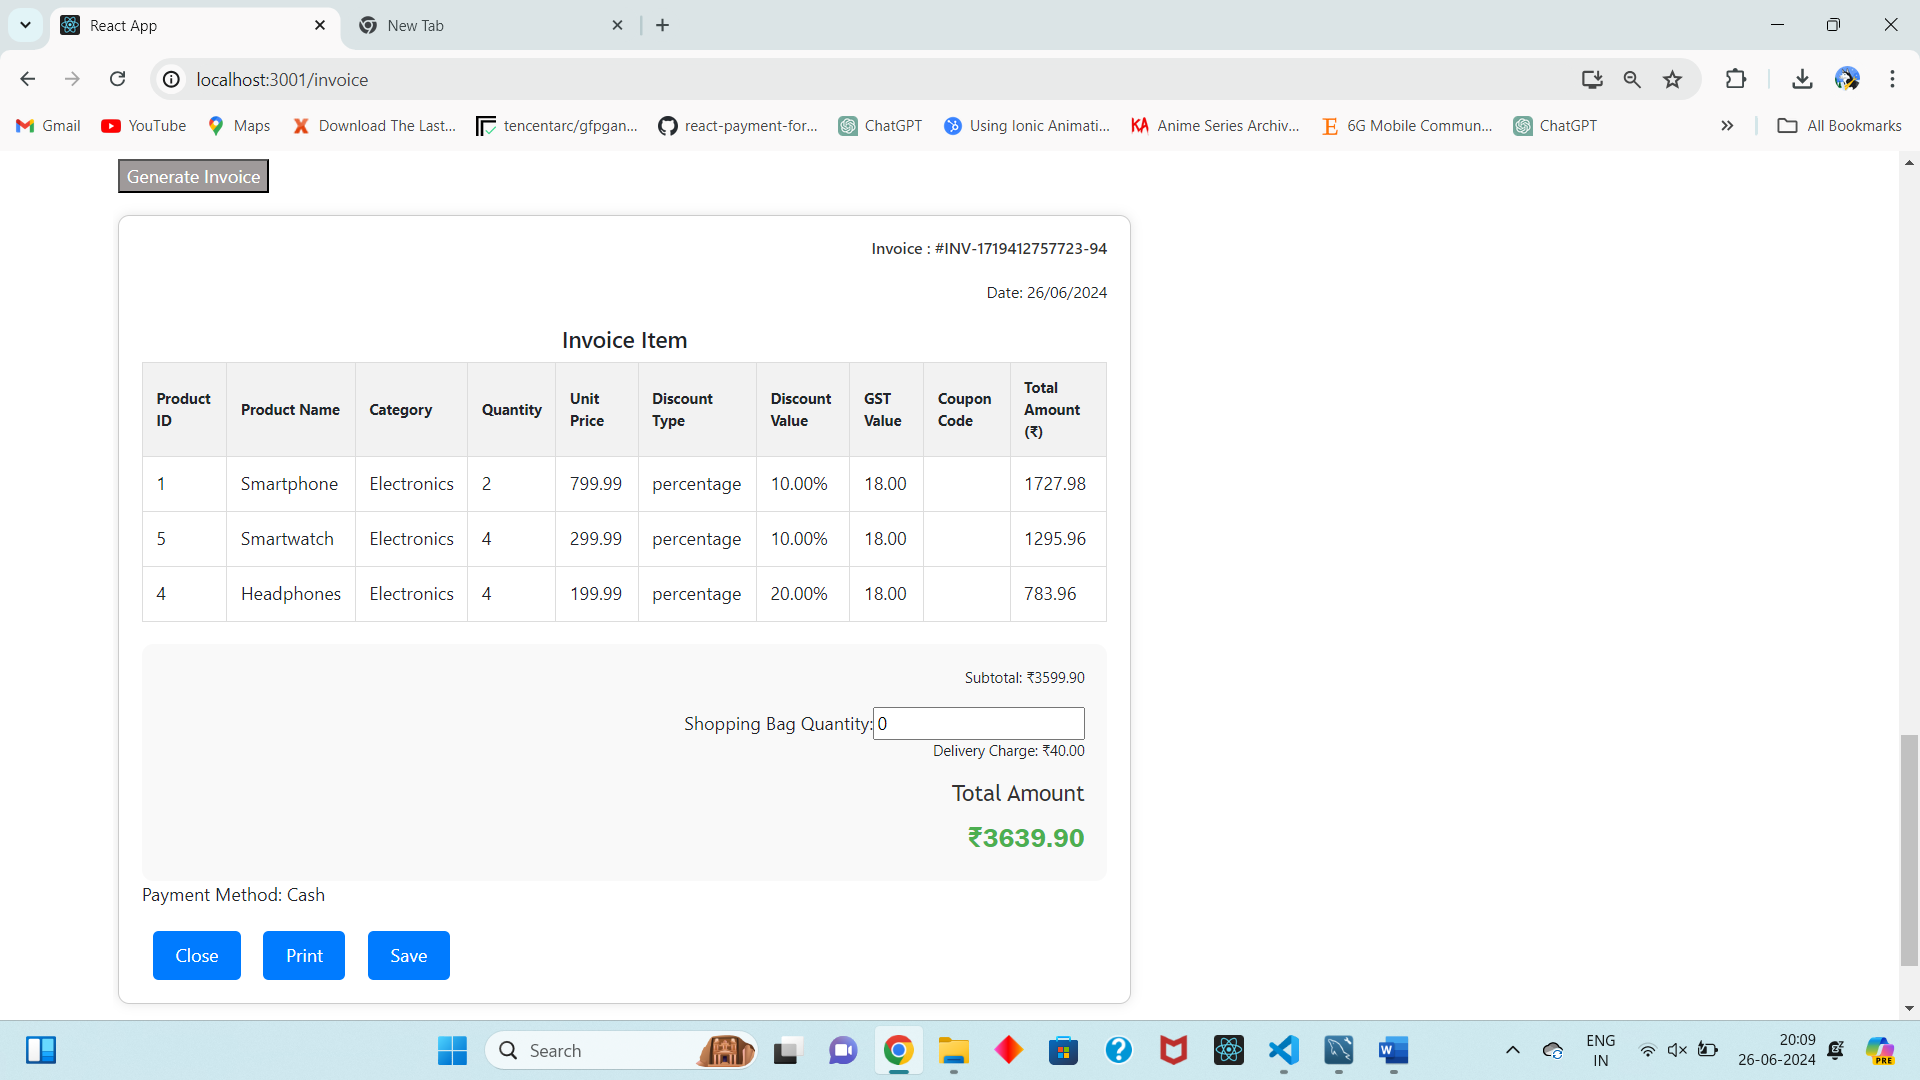 React App
New Tab
localhost:3001/invoice
Gmail
YouTube
Maps
Download The Last...
tencentarc/gfpgan...
react-payment-for...
ChatGPT
Using Ionic Animati...
KA Anime Series Archiv...
E 6G Mobile Commun...
ChatGPT
All Bookmarks
Generate Invoice
Invoice : #INV-1719412757723-94
Date: 26/06/2024
Invoice Item
Product ID Product Name Category Quantity Unit Price Discount Type Discount Value GST Value Coupon Code Total Amount (₹)
1 Smartphone Electronics 2 799.99 percentage 10.00% 18.00 1727.98
5 Smartwatch Electronics 4 299.99 percentage 10.00% 18.00 1295.96
4 Headphones Electronics 4 199.99 percentage 20.00% 18.00 783.96
Subtotal: ₹3599.90
Shopping Bag Quantity: 0
Delivery Charge: ₹40.00
Total Amount
₹3639.90
Payment Method: Cash
Close Print Save
Search
ENG
IN
20:09
26-06-2024
PRE